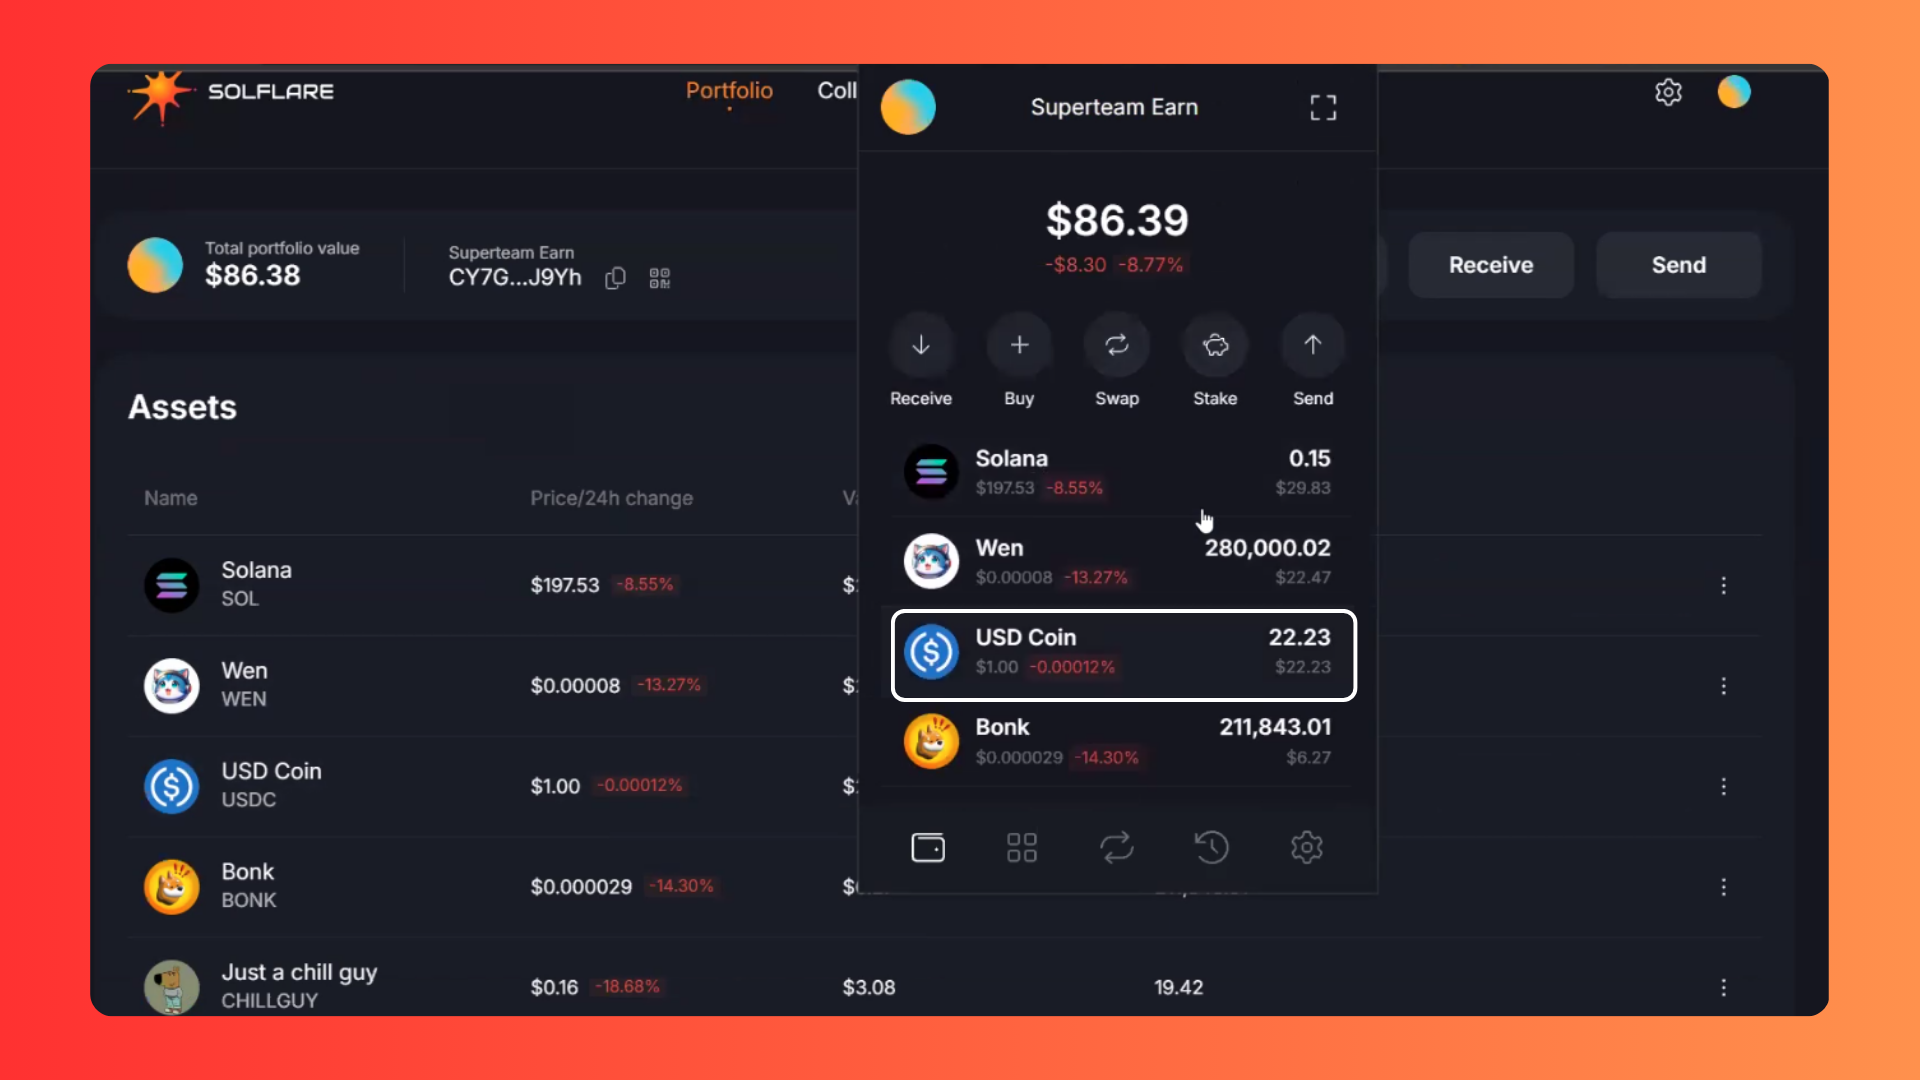 SOLFLARE
Portfolio
Coll
Total portfolio value
$86.38
Superteam Earn
CY7G...J9Yh
Receive
Send
Assets
Name
Price/24h change
Solana
SOL
$197.53 -8.55%
Wen
WEN
$0.00008 -13.27%
USD Coin
USDC
$1.00 -0.00012%
Bonk
BONK
$0.000029 -14.30%
Just a chill guy
CHILLGUY
$0.16 -18.68%
$3.08
19.42
Superteam Earn
$86.39
-$8.30 -8.77%
Receive
Buy
Swap
Stake
Send
Solana
0.15
$197.53 -8.55%
$29.83
Wen
280,000.02
$0.00008 -13.27%
$22.47
USD Coin
22.23
$1.00 -0.00012%
$22.23
Bonk
211,843.01
$0.000029 -14.30%
$6.27